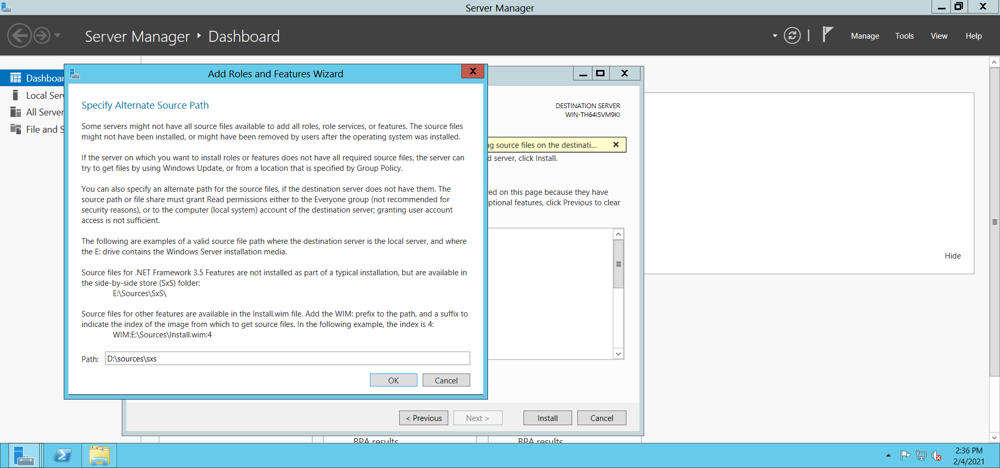 Server Manager
Server Manager Dashboard
Manage Tools View Help
Dashboar
Local Serv
All Server
File and S
Add Roles and Features Wizard
Specify Alternate Source Path
Some servers might not have all source files available to add all roles, role services, or features. The source files
might not have been installed, or might have been removed by users after the operating system was installed.
If the server on which you want to install roles or features does not have all required source files, the server can
try to get files by using Windows Update, or from a location that is specified by Group Policy.
You can also specify an alternate path for the source files, if the destination server does not have them. The
source path or file share must grant Read permissions either to the Everyone group (not recommended for
security reasons), or to the computer (local system) account of the destination server; granting user account
access is not sufficient.
The following are examples of a valid source file path where the destination server is the local server, and where
the E: drive contains the Windows Server installation media.
Source files for .NET Framework 3.5 Features are not installed as part of a typical installation, but are available in
the side-by-side store (SxS) folder:
E:\Sources\SxS\
Source files for other features are available in the Install.wim file. Add the WIM: prefix to the path, and a suffix to
indicate the index of the image from which to get source files. In the following example, the index is 4:
WIM:E:\Sources\Install.wim:4
Path: D:\sources\sxs
OK Cancel
DESTINATION SERVER
WIN-TH64I5VM9KI
ng source files on the destinati...
d server, click Install.
red on this page because they have
ptional features, click Previous to clear
Hide
< Previous Next > Install Cancel
BPA results BPA results
2:36 PM
2/4/2021